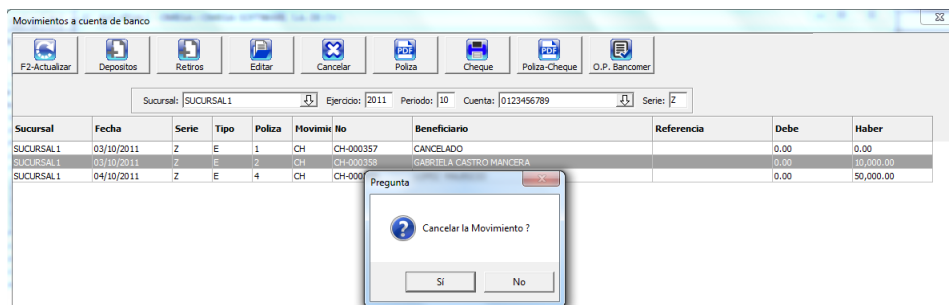 Movimientos a cuenta de banco
F2-Actualizar Depositos Retiros Editar Cancelar Poliza Cheque Poliza-Cheque O.P. Bancomer
PDF PDF
Sucursal: SUCURSAL1 Ejercicio: 2011 Periodo: 10 Cuenta: 0123456789 Serie: Z
Sucursal Fecha Serie Tipo Poliza Movimie No Beneficiario Referencia Debe Haber
SUCURSAL1 03/10/2011 Z E 1 CH CH-000357 CANCELADO 0.00 0.00
SUCURSAL1 03/10/2011 Z E 2 CH CH-000358 GABRIELA CASTRO MANCERA 0.00 10,000.00
SUCURSAL1 04/10/2011 Z E 4 CH CH-000 0.00 50,000.00
Pregunta
Cancelar la Movimiento ?
Sí No